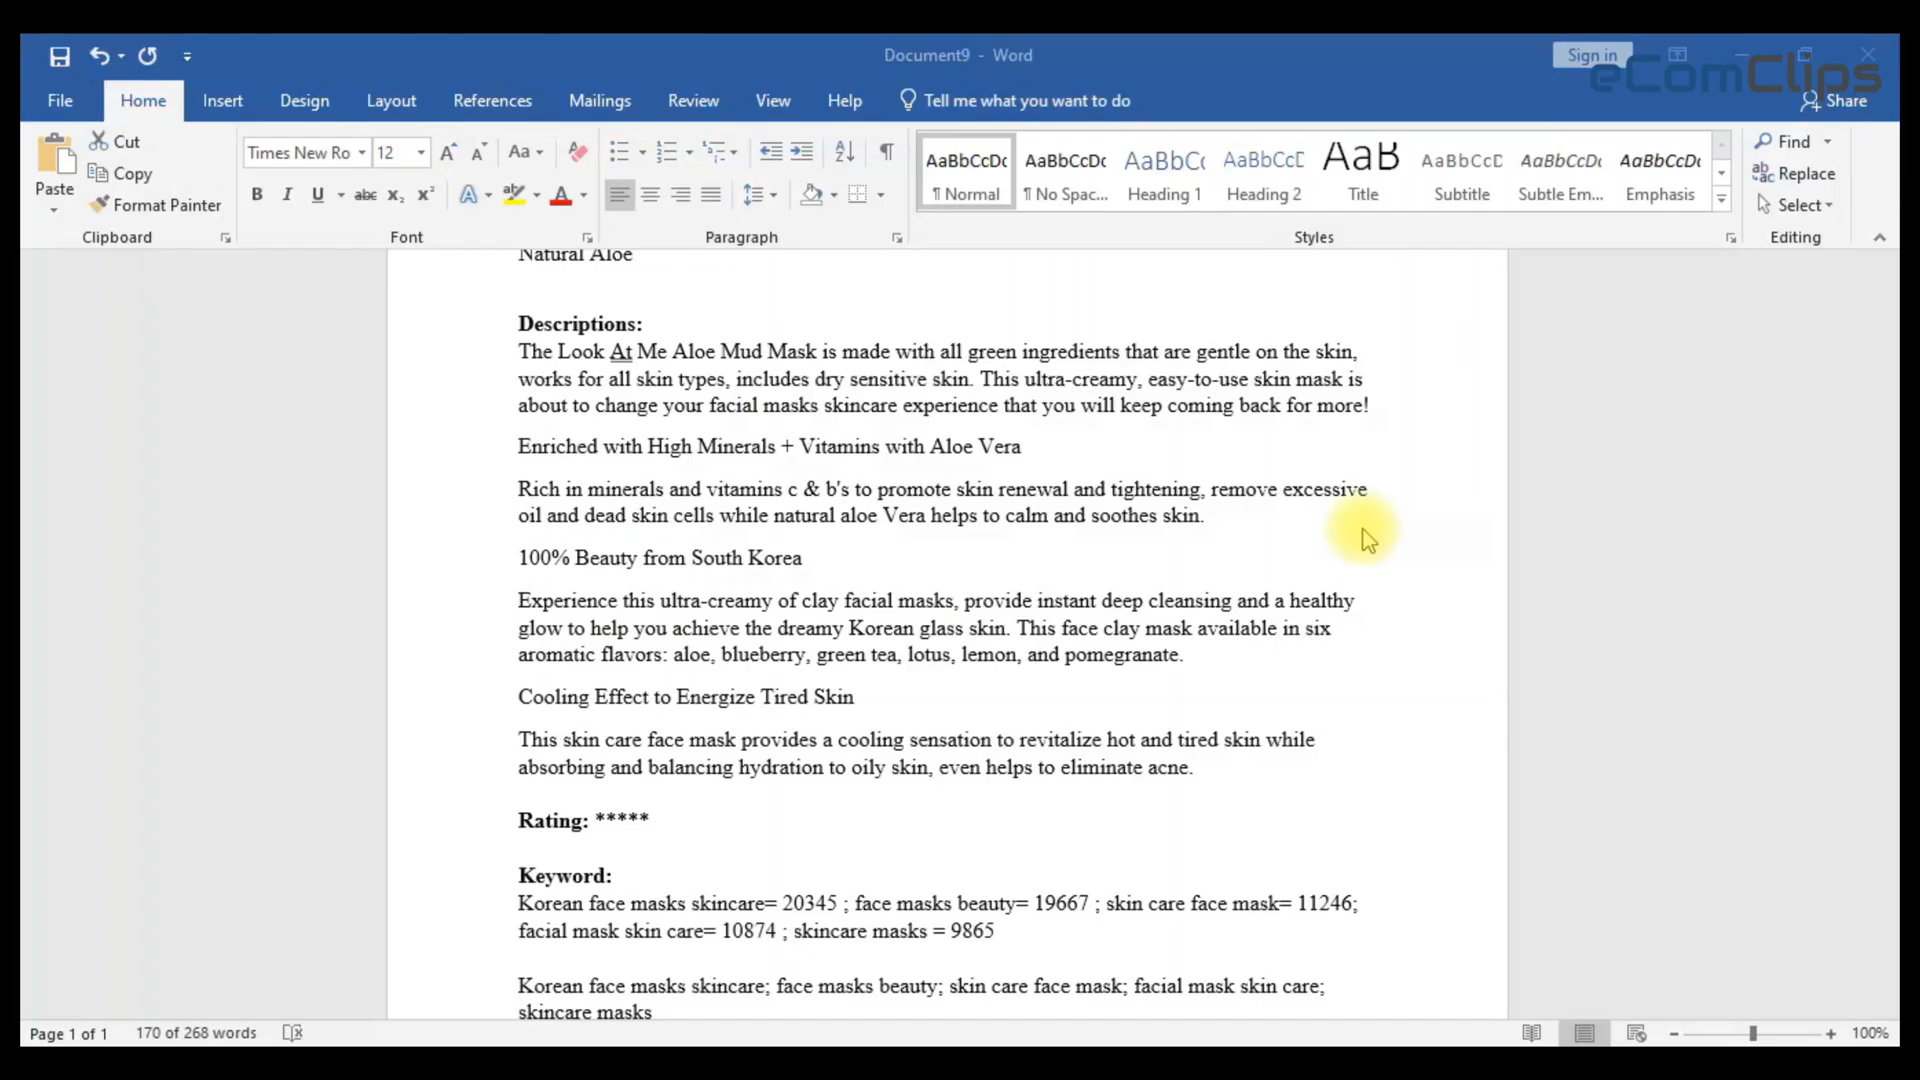 Document9 - Word
Sign in
eComClips
File Home Insert Design Layout References Mailings Review View Help Tell me what you want to do
Share
Cut
Copy
Format Painter
Paste
Clipboard
Times New Ro
12
Aa
B I U abc x₂ x²
A
A
Font
Paragraph
AaBbCcDc
¶ Normal
AaBbCcDc
¶ No Spac...
AaBbCc
Heading 1
AaBbCcD
Heading 2
AaB
Title
AaBbCcD
Subtitle
AaBbCcDc
Subtle Em...
AaBbCcDc
Emphasis
Styles
Find
Replace
Select
Editing
Natural Aloe
Descriptions:
The Look At Me Aloe Mud Mask is made with all green ingredients that are gentle on the skin,
works for all skin types, includes dry sensitive skin. This ultra-creamy, easy-to-use skin mask is
about to change your facial masks skincare experience that you will keep coming back for more!
Enriched with High Minerals + Vitamins with Aloe Vera
Rich in minerals and vitamins c & b's to promote skin renewal and tightening, remove excessive
oil and dead skin cells while natural aloe Vera helps to calm and soothes skin.
100% Beauty from South Korea
Experience this ultra-creamy of clay facial masks, provide instant deep cleansing and a healthy
glow to help you achieve the dreamy Korean glass skin. This face clay mask available in six
aromatic flavors: aloe, blueberry, green tea, lotus, lemon, and pomegranate.
Cooling Effect to Energize Tired Skin
This skin care face mask provides a cooling sensation to revitalize hot and tired skin while
absorbing and balancing hydration to oily skin, even helps to eliminate acne.
Rating: *****
Keyword:
Korean face masks skincare= 20345 ; face masks beauty= 19667 ; skin care face mask= 11246;
facial mask skin care= 10874 ; skincare masks = 9865
Korean face masks skincare; face masks beauty; skin care face mask; facial mask skin care;
skincare masks
Page 1 of 1 170 of 268 words
100%